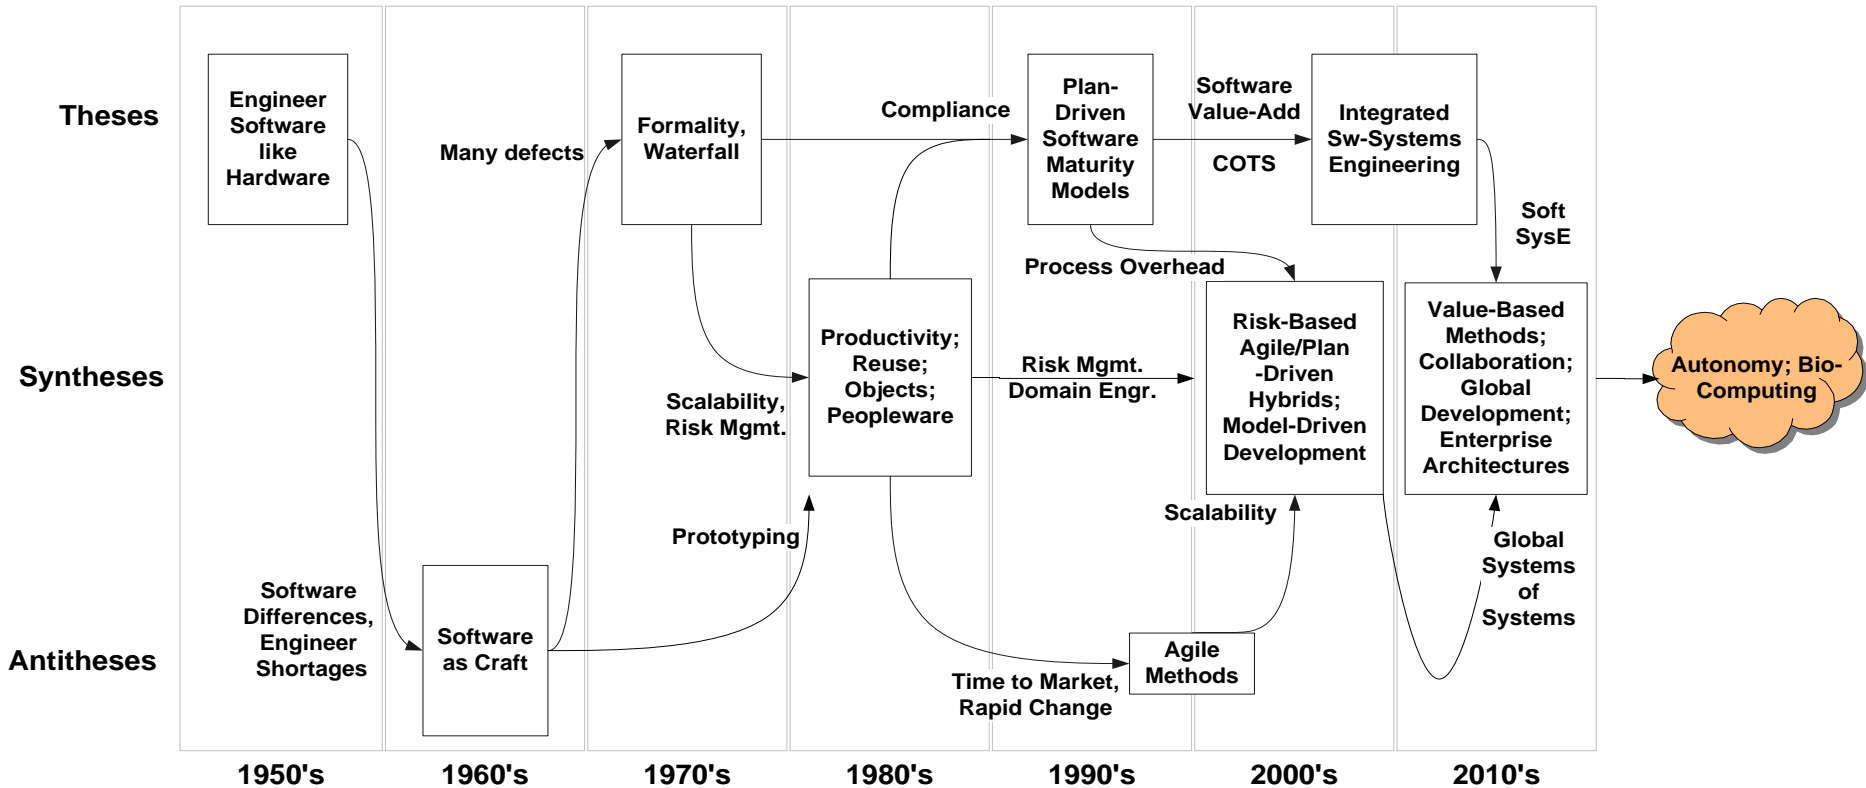 Theses
Engineer
Software
like
Hardware
Many defects
Formality,
Waterfall
Compliance
Plan-
Driven
Software
Maturity
Models
Software
Value-Add
COTS
Integrated
Sw-Systems
Engineering
Soft
SysE
Process Overhead
Syntheses
Scalability,
Risk Mgmt.
Productivity;
Reuse;
Objects;
Peopleware
Risk Mgmt.
Domain Engr.
Risk-Based
Agile/Plan
-Driven
Hybrids;
Model-Driven
Development
Value-Based
Methods;
Collaboration;
Global
Development;
Enterprise
Architectures
Autonomy; Bio-
Computing
Prototyping
Scalability
Global
Systems
of
Systems
Antitheses
Software
Differences,
Engineer
Shortages
Software
as Craft
Time to Market,
Rapid Change
Agile
Methods
1950's
1960's
1970's
1980's
1990's
2000's
2010's